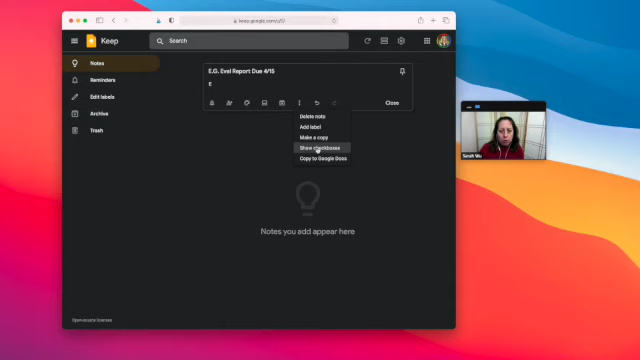 keep.google.com/u/0/
Keep
Search
Notes
Reminders
Edit labels
Archive
Trash
E.G. Eval Report Due 4/15
E
Close
Delete note
Add label
Make a copy
Show checkboxes
Copy to Google Docs
Notes you add appear here
Open-source licenses
Sarah Wu